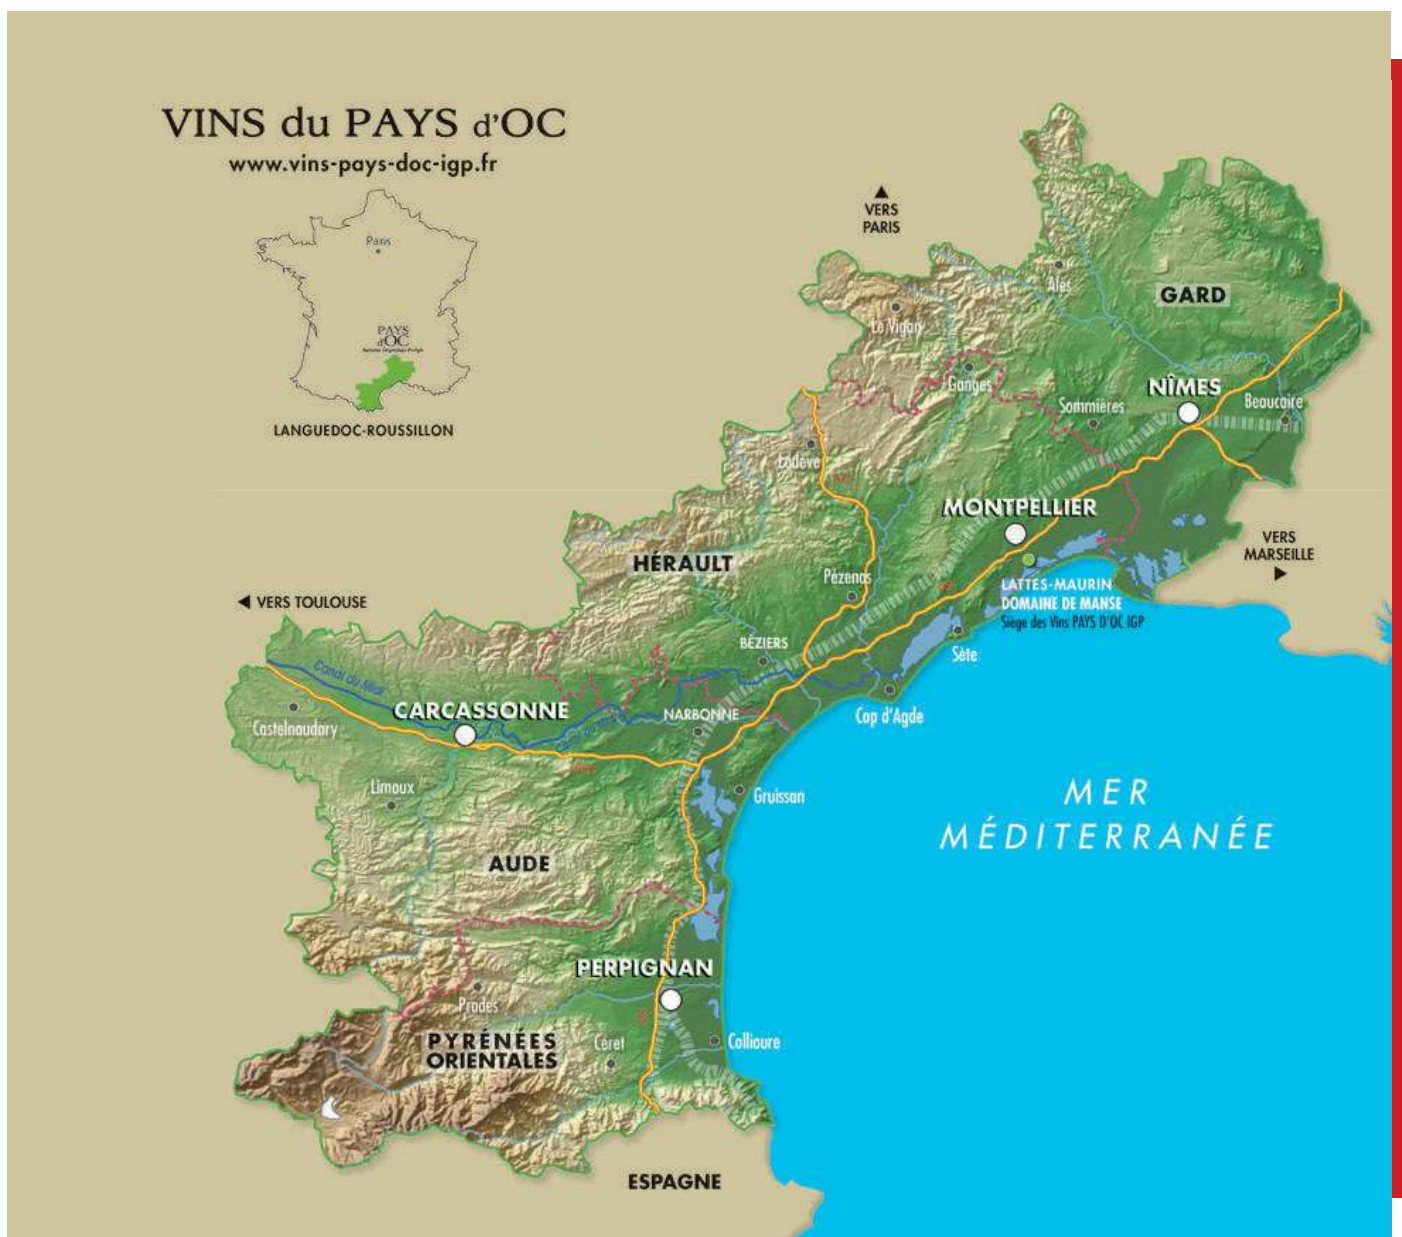 VINS du PAYS d'OC
www.vins-pays-doc-igp.fr
Paris
PAYS
d'OC
LANGUEDOC-ROUSSILLON
VERS
PARIS
Alès
GARD
Le Vigan
Ganges
NÎMES
Sommières
Beaucaire
Lodève
MONTPELLIER
VERS
MARSEILLE
HÉRAULT
Pézenas
LATTES-MAURIN
DOMAINE DE MANSE
Siège des Vins PAYS D'OC IGP
VERS TOULOUSE
BÉZIERS
Sète
Canal du Midi
CARCASSONNE
NARBONNE
Cap d'Agde
Castelnaudary
Limoux
Gruissan
MER
MÉDITERRANÉE
AUDE
PERPIGNAN
Prades
PYRÉNÉES
ORIENTALES
Céret
Collioure
ESPAGNE